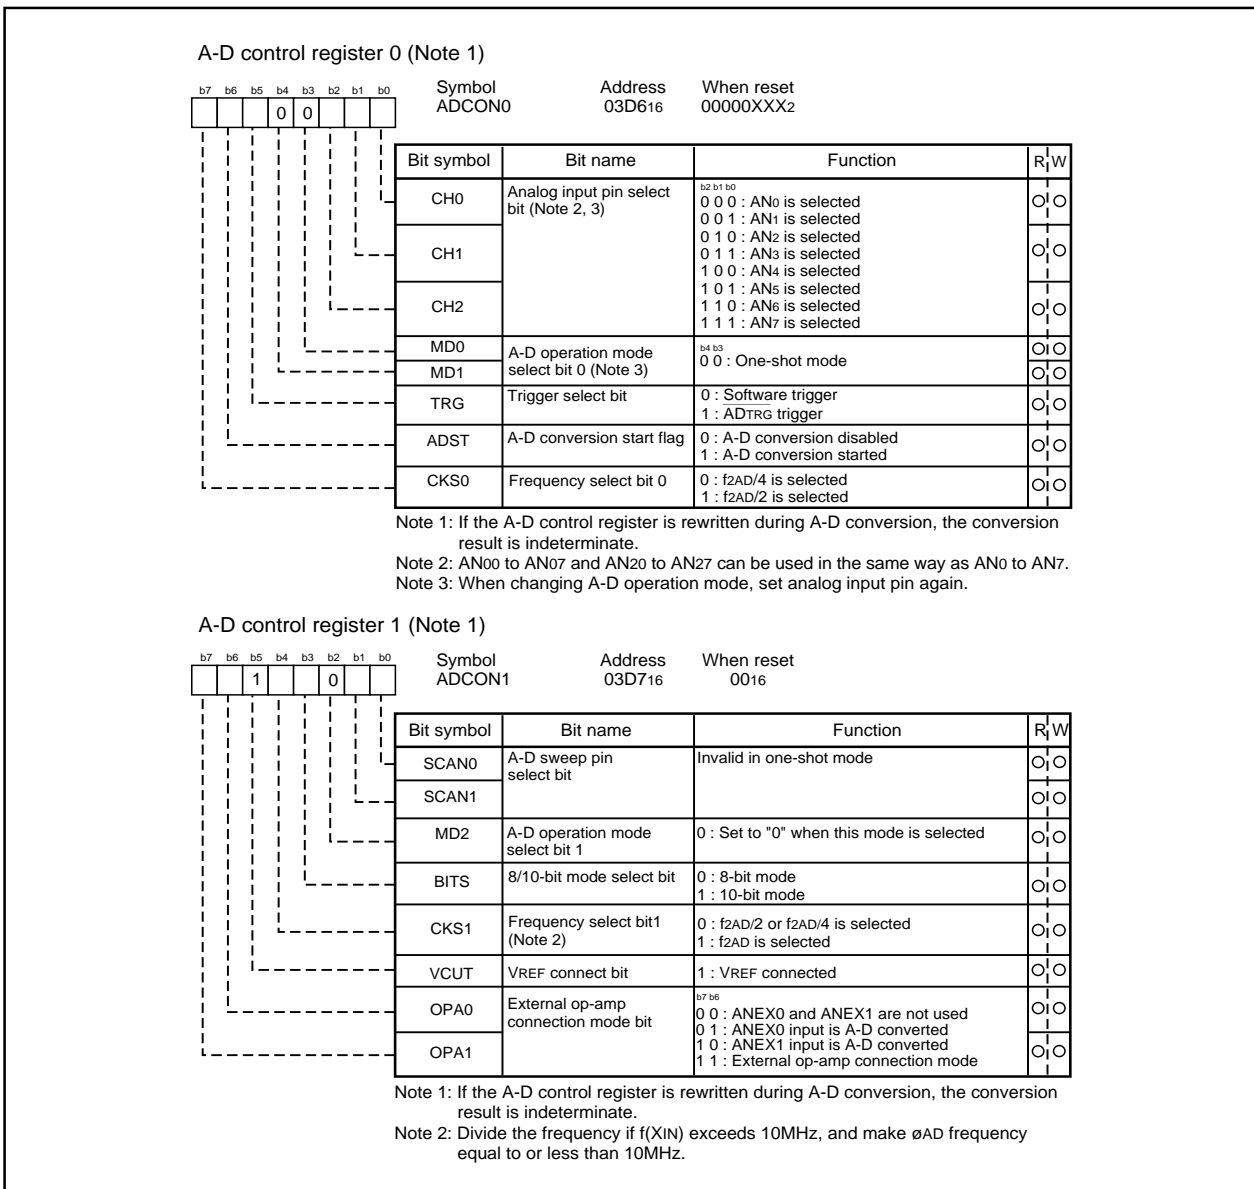 A-D control register 0 (Note 1)
b7 b6 b5 b4 b3 b2 b1 b0
0 0
Symbol Address When reset
ADCON0 03D616 00000XXX2
Bit symbol Bit name Function R W
CH0
CH1
CH2
Analog input pin select
bit (Note 2, 3)
b2 b1 b0
0 0 0 : AN0 is selected
0 0 1 : AN1 is selected
0 1 0 : AN2 is selected
0 1 1 : AN3 is selected
1 0 0 : AN4 is selected
1 0 1 : AN5 is selected
1 1 0 : AN6 is selected
1 1 1 : AN7 is selected
MD0
MD1
A-D operation mode
select bit 0 (Note 3)
b4 b3
0 0 : One-shot mode
TRG
Trigger select bit
0 : Software trigger
1 : ADTRG trigger
ADST
A-D conversion start flag
0 : A-D conversion disabled
1 : A-D conversion started
CKS0
Frequency select bit 0
0 : f2AD/4 is selected
1 : f2AD/2 is selected
Note 1: If the A-D control register is rewritten during A-D conversion, the conversion
result is indeterminate.
Note 2: AN00 to AN07 and AN20 to AN27 can be used in the same way as AN0 to AN7.
Note 3: When changing A-D operation mode, set analog input pin again.
A-D control register 1 (Note 1)
b7 b6 b5 b4 b3 b2 b1 b0
1 0
Symbol Address When reset
ADCON1 03D716 0016
Bit symbol Bit name Function R W
SCAN0
SCAN1
A-D sweep pin
select bit
Invalid in one-shot mode
MD2
A-D operation mode
select bit 1
0 : Set to "0" when this mode is selected
BITS
8/10-bit mode select bit
0 : 8-bit mode
1 : 10-bit mode
CKS1
Frequency select bit1
(Note 2)
0 : f2AD/2 or f2AD/4 is selected
1 : f2AD is selected
VCUT
VREF connect bit
1 : VREF connected
OPA0
OPA1
External op-amp
connection mode bit
b7 b6
0 0 : ANEX0 and ANEX1 are not used
0 1 : ANEX0 input is A-D converted
1 0 : ANEX1 input is A-D converted
1 1 : External op-amp connection mode
Note 1: If the A-D control register is rewritten during A-D conversion, the conversion
result is indeterminate.
Note 2: Divide the frequency if f(XIN) exceeds 10MHz, and make øAD frequency
equal to or less than 10MHz.